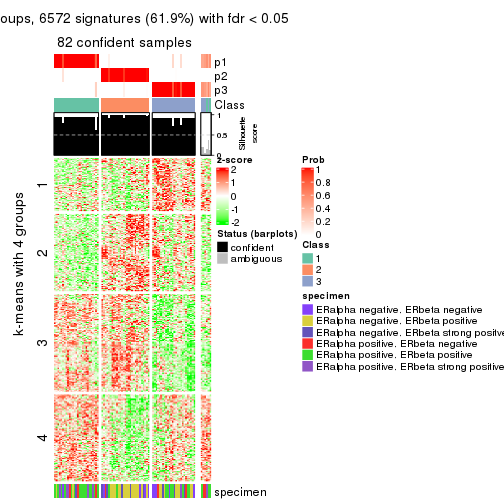 oups, 6572 signatures (61.9%) with fdr < 0.05
82 confident samples
p1
p2
p3
Class
1
0.5
0
Silhouette
score
k-means with 4 groups
1
2
3
4
specimen
z-score
2
1
0
-1
-2
Status (barplots)
confident
ambiguous
Prob
1
0.8
0.6
0.4
0.2
0
Class
1
2
3
specimen
ERalpha negative. ERbeta negative
ERalpha negative. ERbeta positive
ERalpha negative. ERbeta strong positive
ERalpha positive. ERbeta negative
ERalpha positive. ERbeta positive
ERalpha positive. ERbeta strong positive